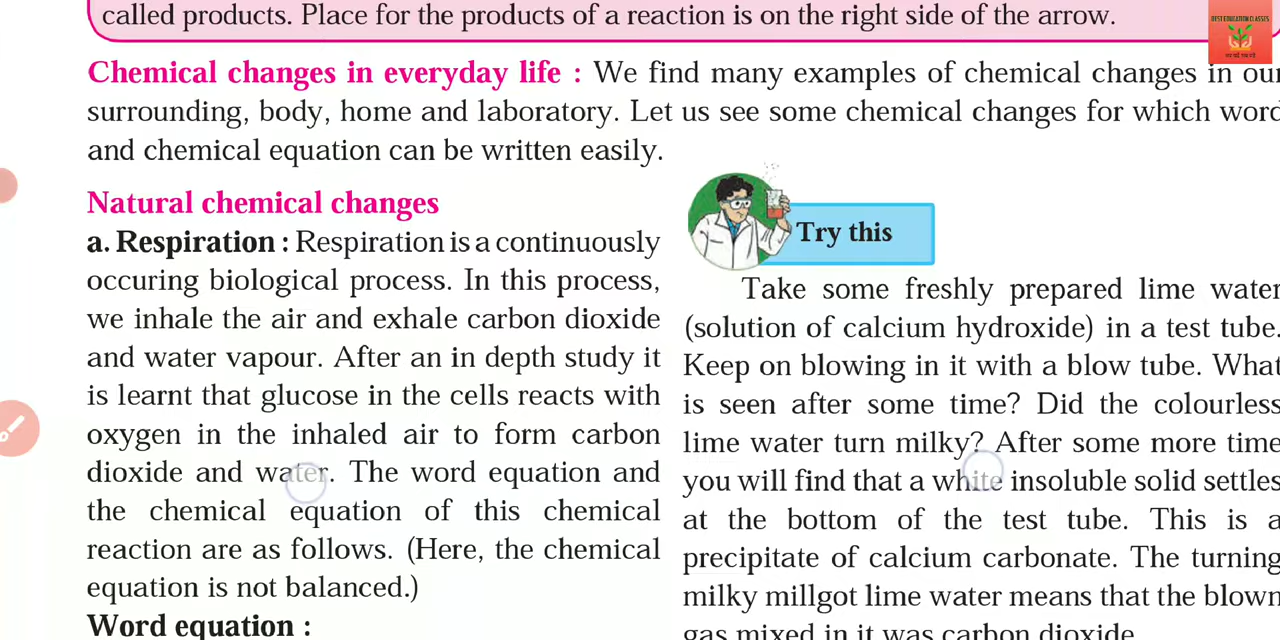 called products. Place for the products of a reaction is on the right side of the arrow.
BEST EDUCATION CLASSES
Chemical changes in everyday life : We find many examples of chemical changes in our
surrounding, body, home and laboratory. Let us see some chemical changes for which word
and chemical equation can be written easily.
Natural chemical changes
a. Respiration : Respiration is a continuously
occuring biological process. In this process,
we inhale the air and exhale carbon dioxide
and water vapour. After an in depth study it
is learnt that glucose in the cells reacts with
oxygen in the inhaled air to form carbon
dioxide and water. The word equation and
the chemical equation of this chemical
reaction are as follows. (Here, the chemical
equation is not balanced.)
Word equation :
Try this
Take some freshly prepared lime water
(solution of calcium hydroxide) in a test tube.
Keep on blowing in it with a blow tube. What
is seen after some time? Did the colourless
lime water turn milky? After some more time
you will find that a white insoluble solid settles
at the bottom of the test tube. This is a
precipitate of calcium carbonate. The turning
milky millgot lime water means that the blown
gas mixed in it was carbon dioxide.